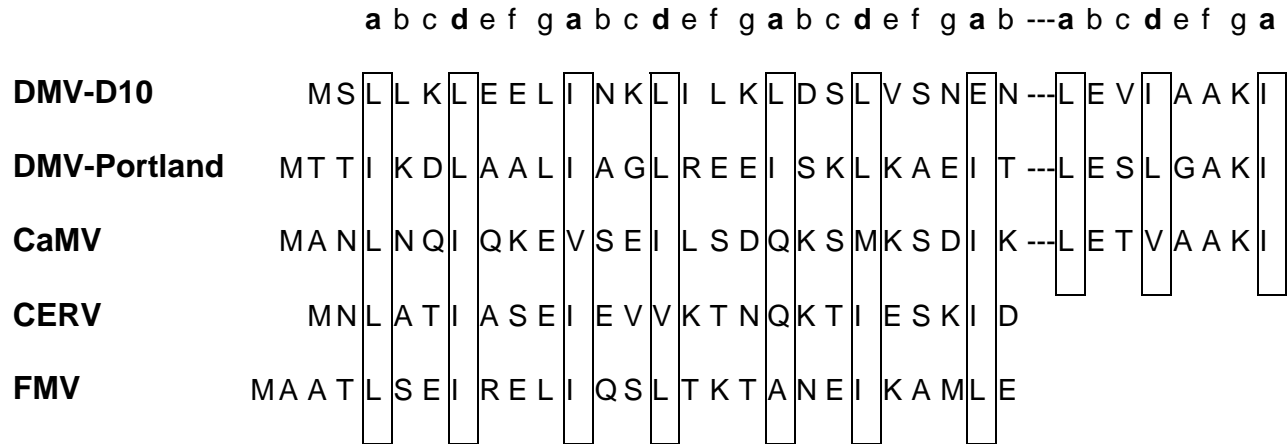 a b c d e f g a b c d e f g a b c d e f g a b ---a b c d e f g a
DMV-D10 M S L L K L E E L I N K L I L K L D S L V S N E N ---L E V I A A K I
DMV-Portland M T T I K D L A A L I A G L R E E I S K L K A E I T ---L E S L G A K I
CaMV M A N L N Q I Q K E V S E I L S D Q K S M K S D I K ---L E T V A A K I
CERV M N L A T I A S E I E V V K T N Q K T I E S K I D
FMV M A A T L S E I R E L I Q S L T K T A N E I K A M L E